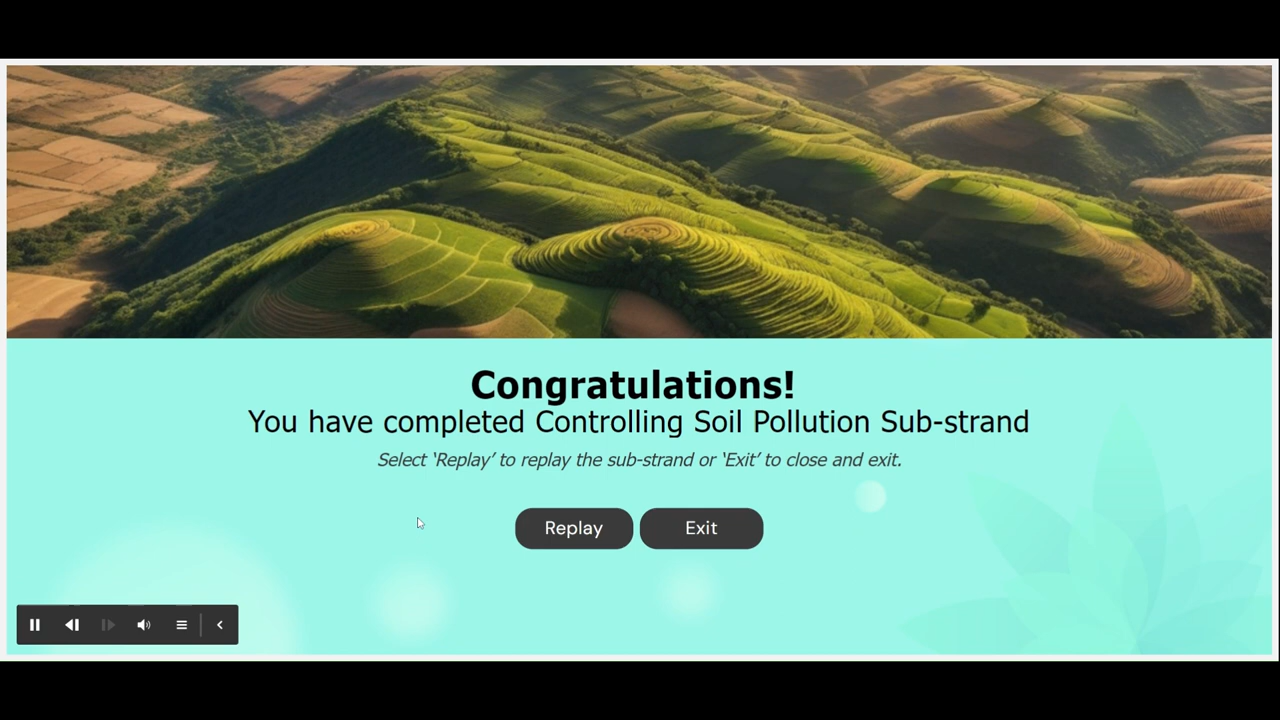 Congratulations!
You have completed Controlling Soil Pollution Sub-strand
Select ‘Replay’ to replay the sub-strand or ‘Exit’ to close and exit.
Replay
Exit